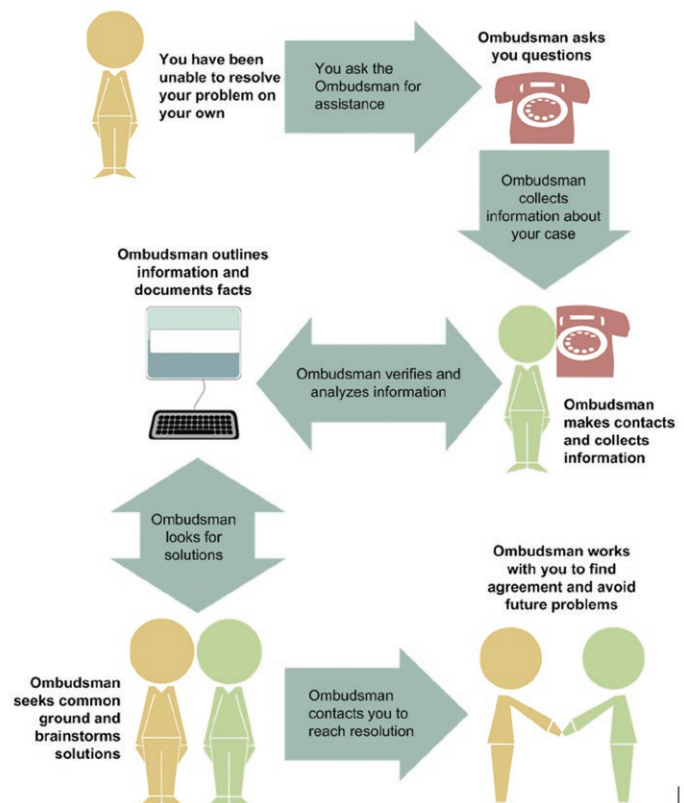 You have been
unable to resolve
your problem on
your own
You ask the
Ombudsman for
assistance
Ombudsman asks
you questions
Ombudsman
collects
information about
your case
Ombudsman
makes contacts
and collects
information
Ombudsman verifies and
analyzes information
Ombudsman outlines
information and
documents facts
Ombudsman
looks for
solutions
Ombudsman
seeks common
ground and
brainstorms
solutions
Ombudsman
contacts you to
reach resolution
Ombudsman works
with you to find
agreement and avoid
future problems